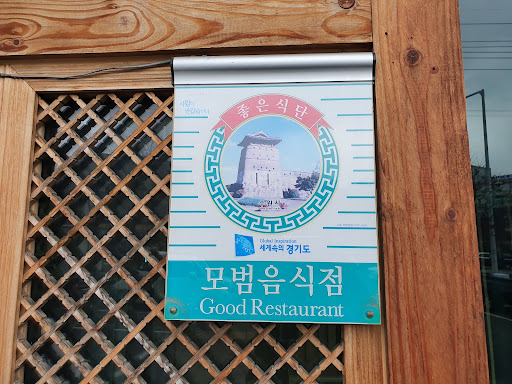 좋은식단
Global Inspiration
세계속의 경기도
모범음식점
Good Restaurant